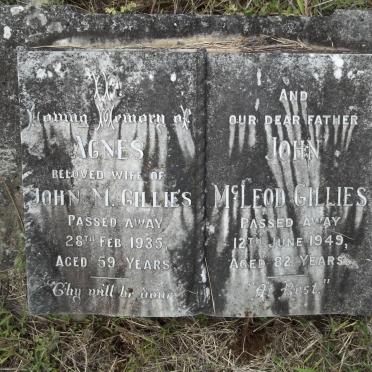 In Loving Memory of
AGNES
BELOVED WIFE OF
JOHN M. GILLIES
PASSED AWAY
28TH FEB 1935,
AGED 59 YEARS
"Thy will be done"
AND
OUR DEAR FATHER
JOHN
MCLEOD GILLIES
PASSED AWAY
12TH JUNE 1949,
AGED 82 YEARS.
"At Rest"